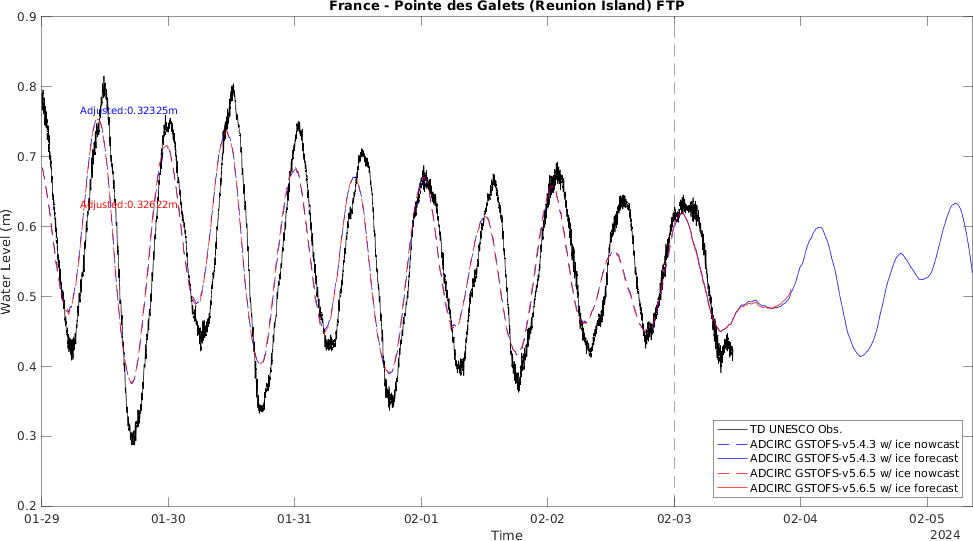 France - Pointe des Galets (Reunion Island) FTP
0.9
0.8
0.7
0.6
0.5
0.4
0.3
0.2
Water Level (m)
Adjusted:0.32325m
Adjusted:0.32622m
TD UNESCO Obs.
ADCIRC GSTOFS-v5.4.3 w/ ice nowcast
ADCIRC GSTOFS-v5.4.3 w/ ice forecast
ADCIRC GSTOFS-v5.6.5 w/ ice nowcast
ADCIRC GSTOFS-v5.6.5 w/ ice forecast
01-29 01-30 01-31 02-01 02-02 02-03 02-04 02-05
Time
2024